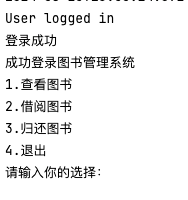 User logged in
登录成功
成功登录图书管理系统
1.查看图书
2.借阅图书
3.归还图书
4.退出
请输入你的选择: